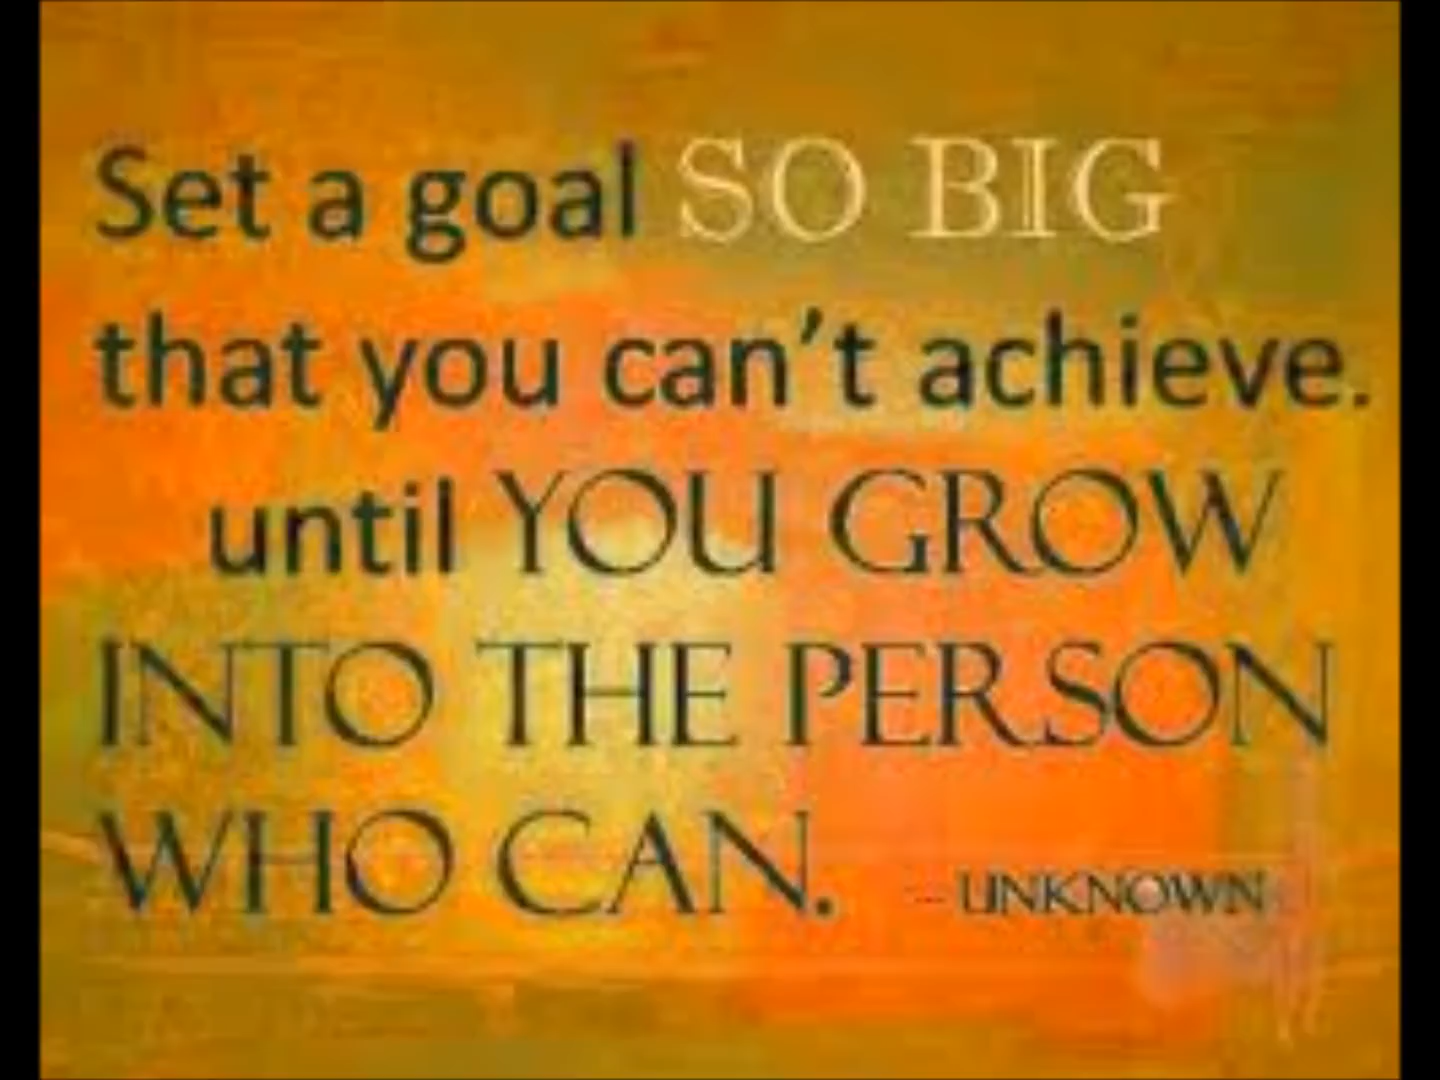 Set a goal SO BIG
that you can't achieve.
until YOU GROW
INTO THE PERSON
WHO CAN. - UNKNOWN